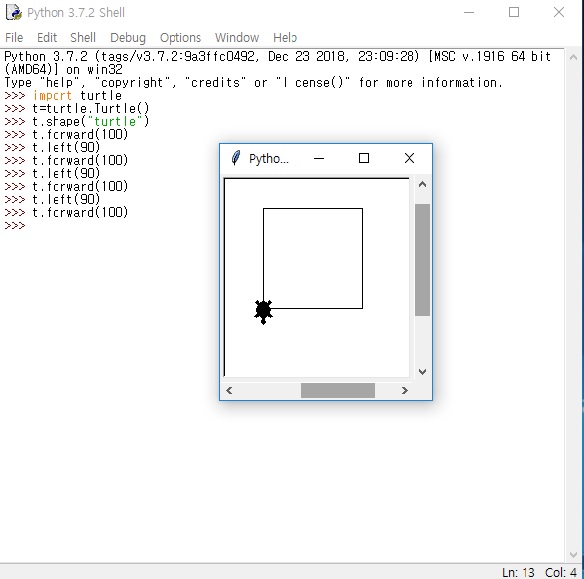 Python 3.7.2 Shell
File Edit Shell Debug Options Window Help
Python 3.7.2 (tags/v3.7.2:9a3ffc0492, Dec 23 2018, 23:09:28) [MSC v.1916 64 bit
(AMD64)] on win32
Type "help", "copyright", "credits" or "license()" for more information.
>>> import turtle
>>> t=turtle.Turtle()
>>> t.shape("turtle")
>>> t.forward(100)
>>> t.left(90)
>>> t.forward(100)
>>> t.left(90)
>>> t.forward(100)
>>> t.left(90)
>>> t.forward(100)
>>>
Pytho...
Ln: 13 Col: 4